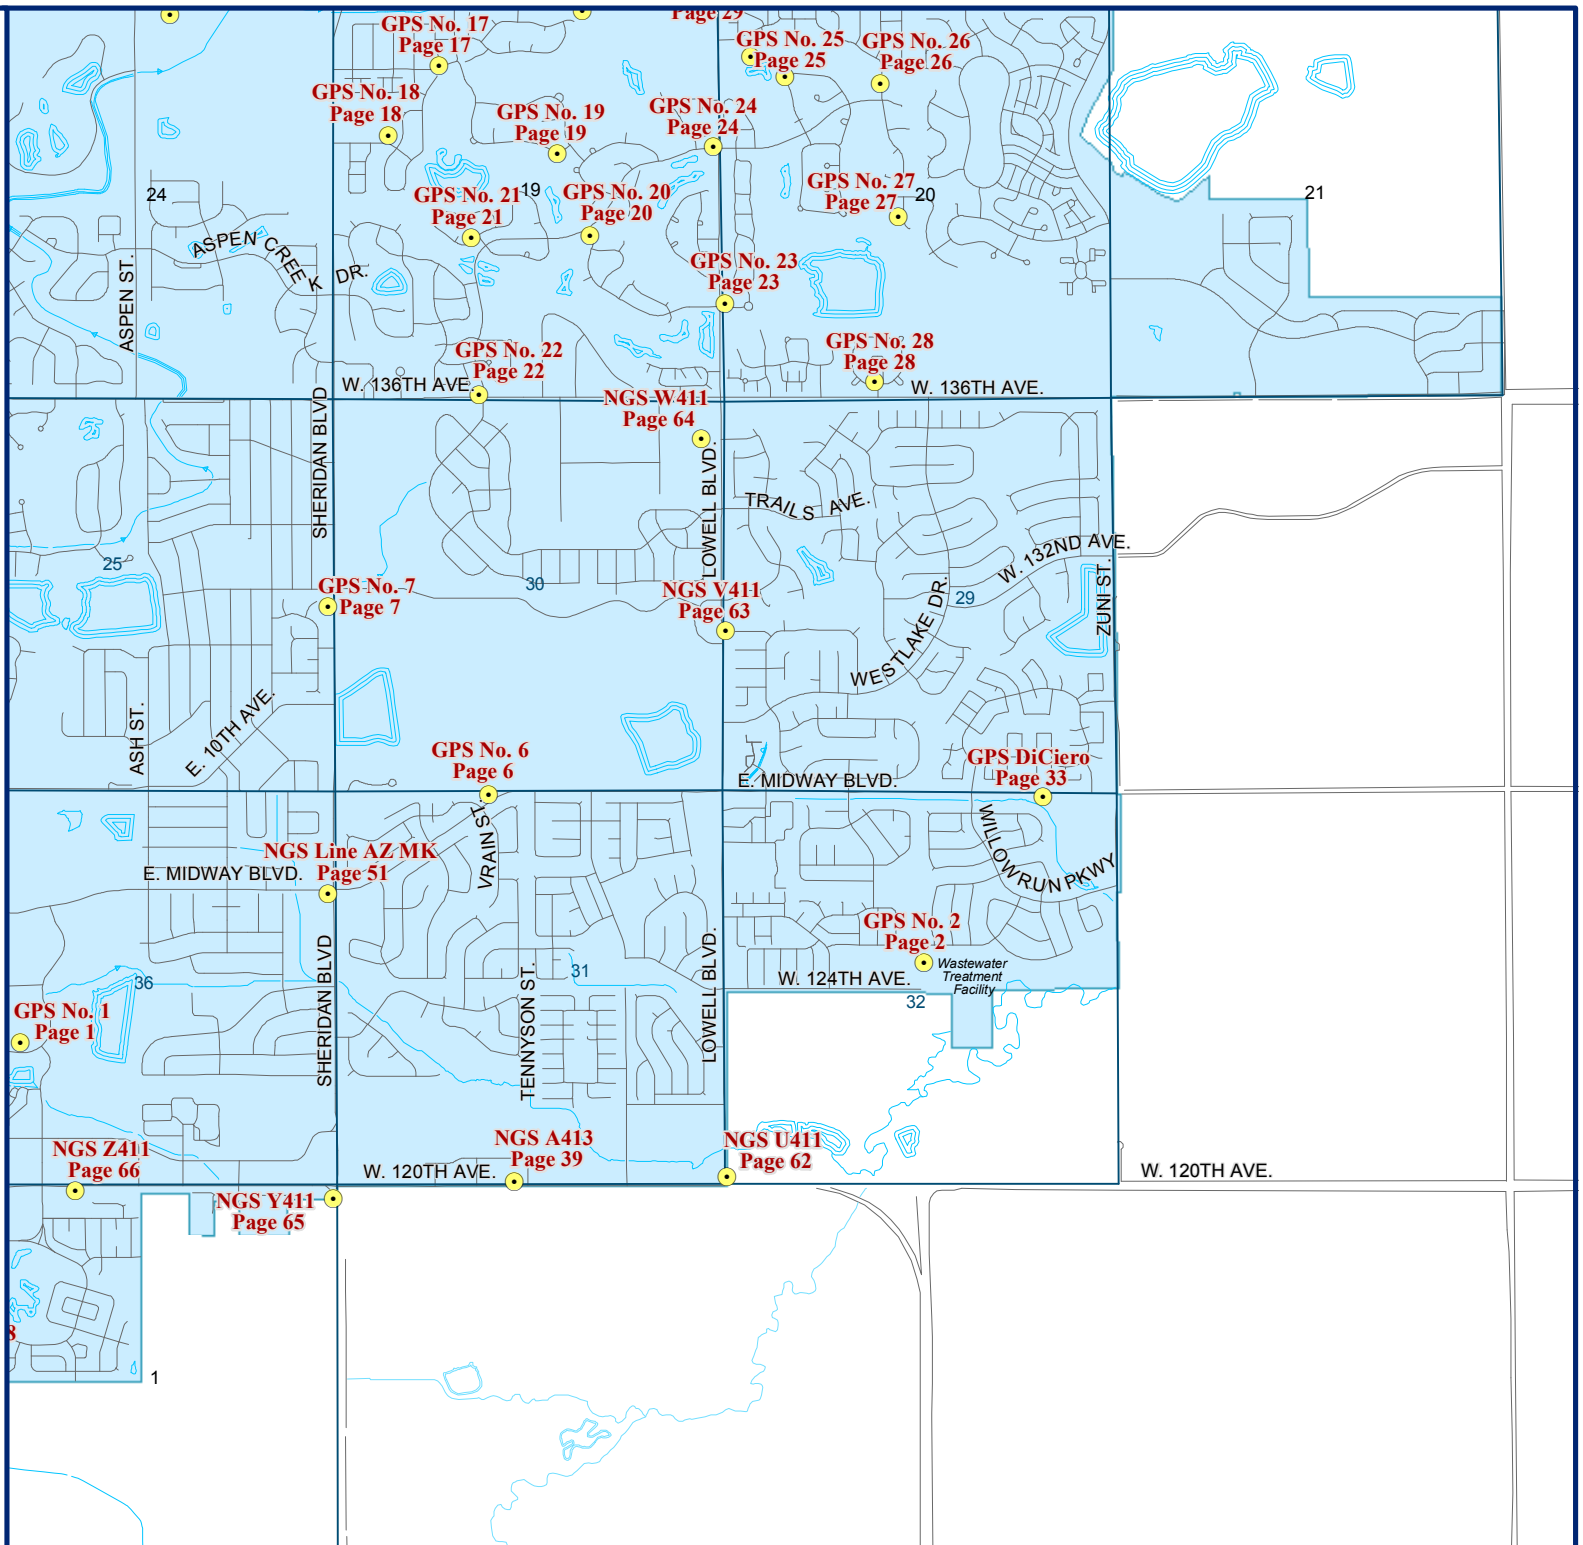 Page 29
GPS No. 17
Page 17
GPS No. 25
Page 25
GPS No. 26
Page 26
GPS No. 18
Page 18
GPS No. 19
Page 19
GPS No. 24
Page 24
24
GPS No. 21
Page 21
19
GPS No. 20
Page 20
GPS No. 27
Page 27
20
21
ASPEN CREEK DR.
ASPEN ST.
GPS No. 23
Page 23
GPS No. 22
Page 22
GPS No. 28
Page 28
W. 136TH AVE.
W. 136TH AVE.
NGS W411
Page 64
SHERIDAN BLVD
LOWELL BLVD.
TRAILS AVE.
W. 132ND AVE.
25
30
29
GPS No. 7
Page 7
NGS V411
Page 63
ZUNI ST.
WESTLAKE DR.
ASH ST.
E. 10TH AVE.
GPS No. 6
Page 6
GPS DiCiero
Page 33
E. MIDWAY BLVD.
VRAIN ST.
WILLOWRUN PKWY
NGS Line AZ MK
Page 51
E. MIDWAY BLVD.
GPS No. 2
Page 2
Wastewater
Treatment
Facility
W. 124TH AVE.
SHERIDAN BLVD
TENNYSON ST.
LOWELL BLVD.
36
31
32
GPS No. 1
Page 1
NGS Z411
Page 66
NGS A413
Page 39
NGS U411
Page 62
W. 120TH AVE.
W. 120TH AVE.
NGS Y411
Page 65
8
1